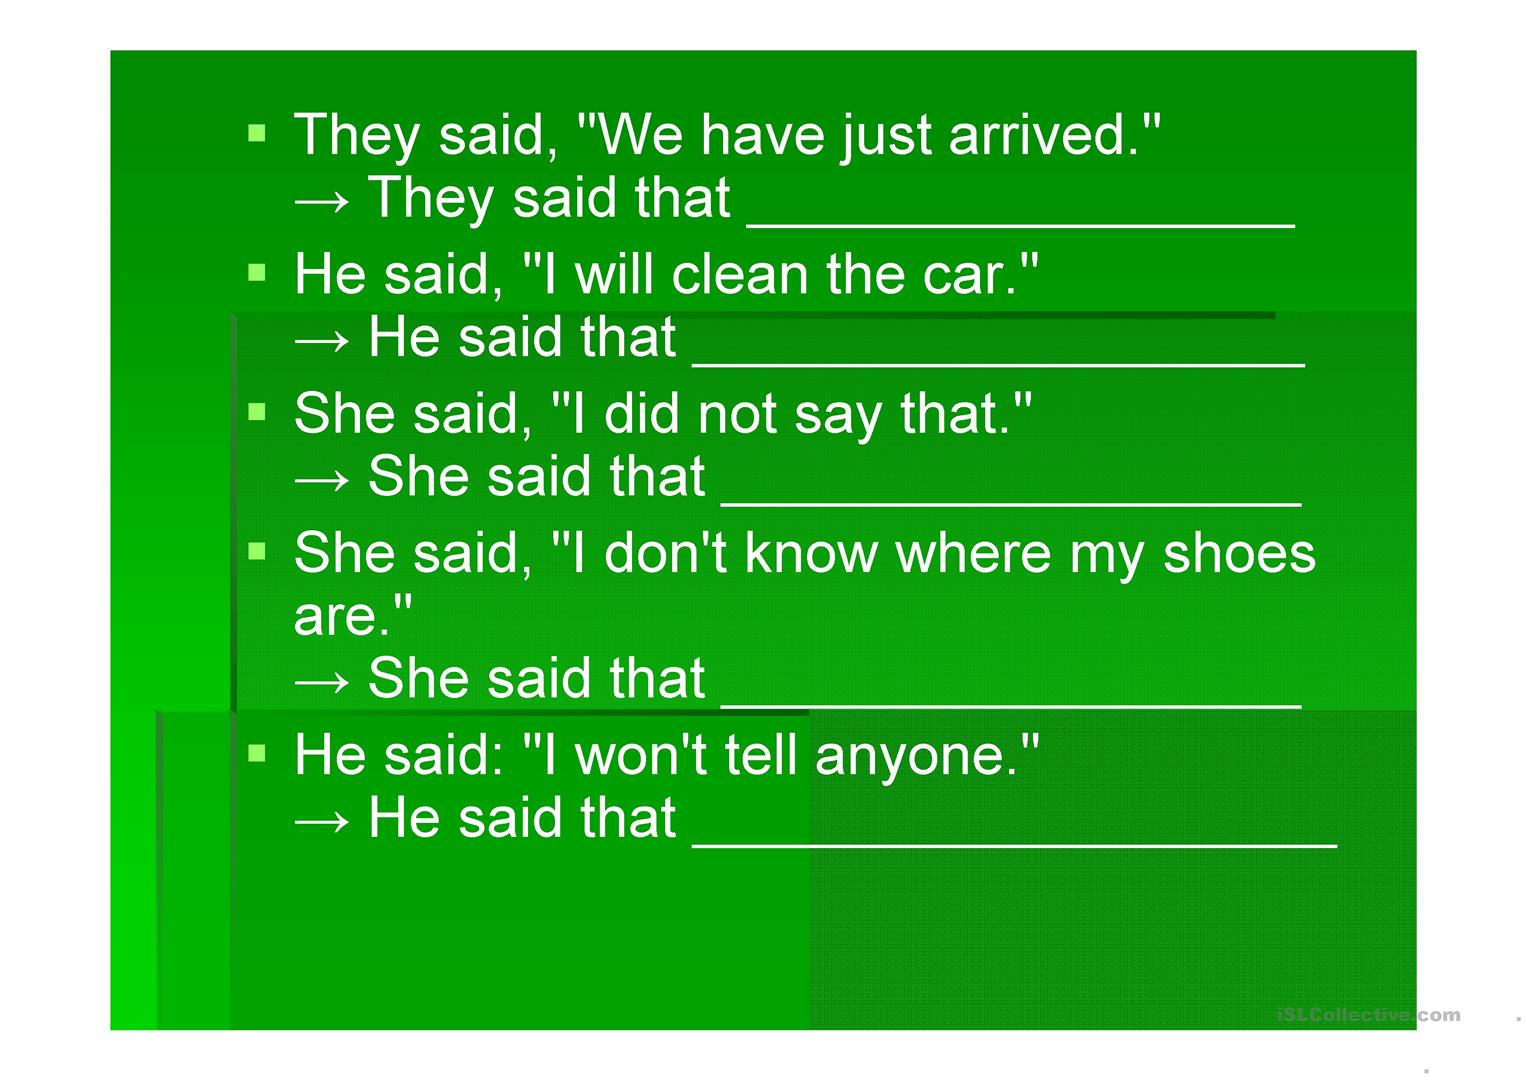 They said, "We have just arrived."
→ They said that ___________________
He said, "I will clean the car."
→ He said that _____________________
She said, "I did not say that."
→ She said that ____________________
She said, "I don't know where my shoes
are."
→ She said that ____________________
He said: "I won't tell anyone."
→ He said that ______________________
iSLCollective.com